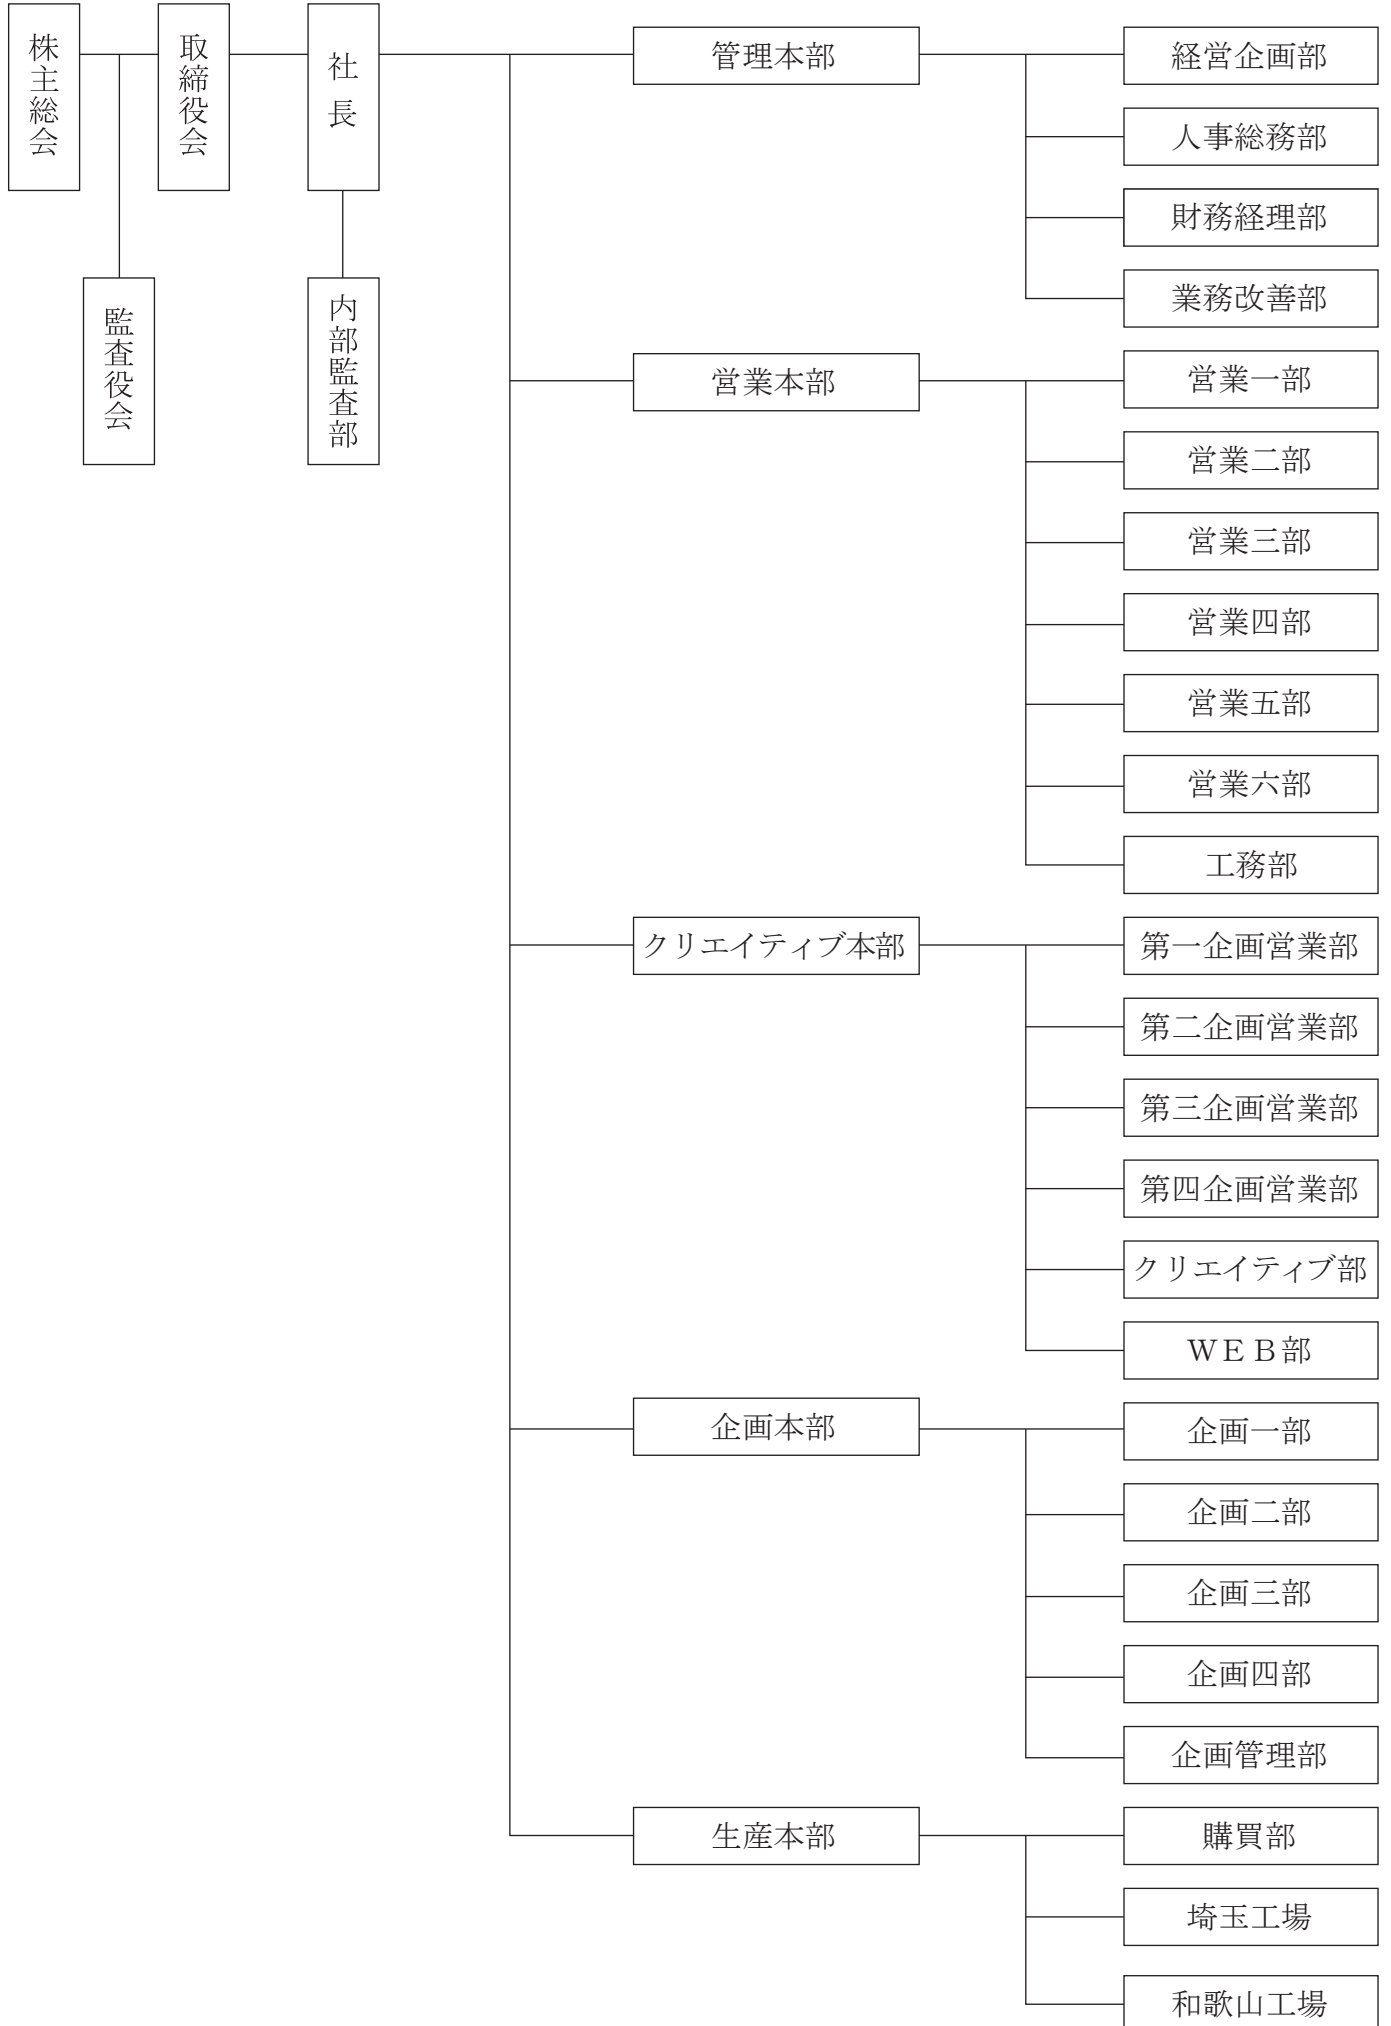 株主総会
取締役会
社長
監査役会
内部監査部
管理本部
経営企画部
人事総務部
財務経理部
業務改善部
営業本部
営業一部
営業二部
営業三部
営業四部
営業五部
営業六部
工務部
クリエイティブ本部
第一企画営業部
第二企画営業部
第三企画営業部
第四企画営業部
クリエイティブ部
ＷＥＢ部
企画本部
企画一部
企画二部
企画三部
企画四部
企画管理部
生産本部
購買部
埼玉工場
和歌山工場